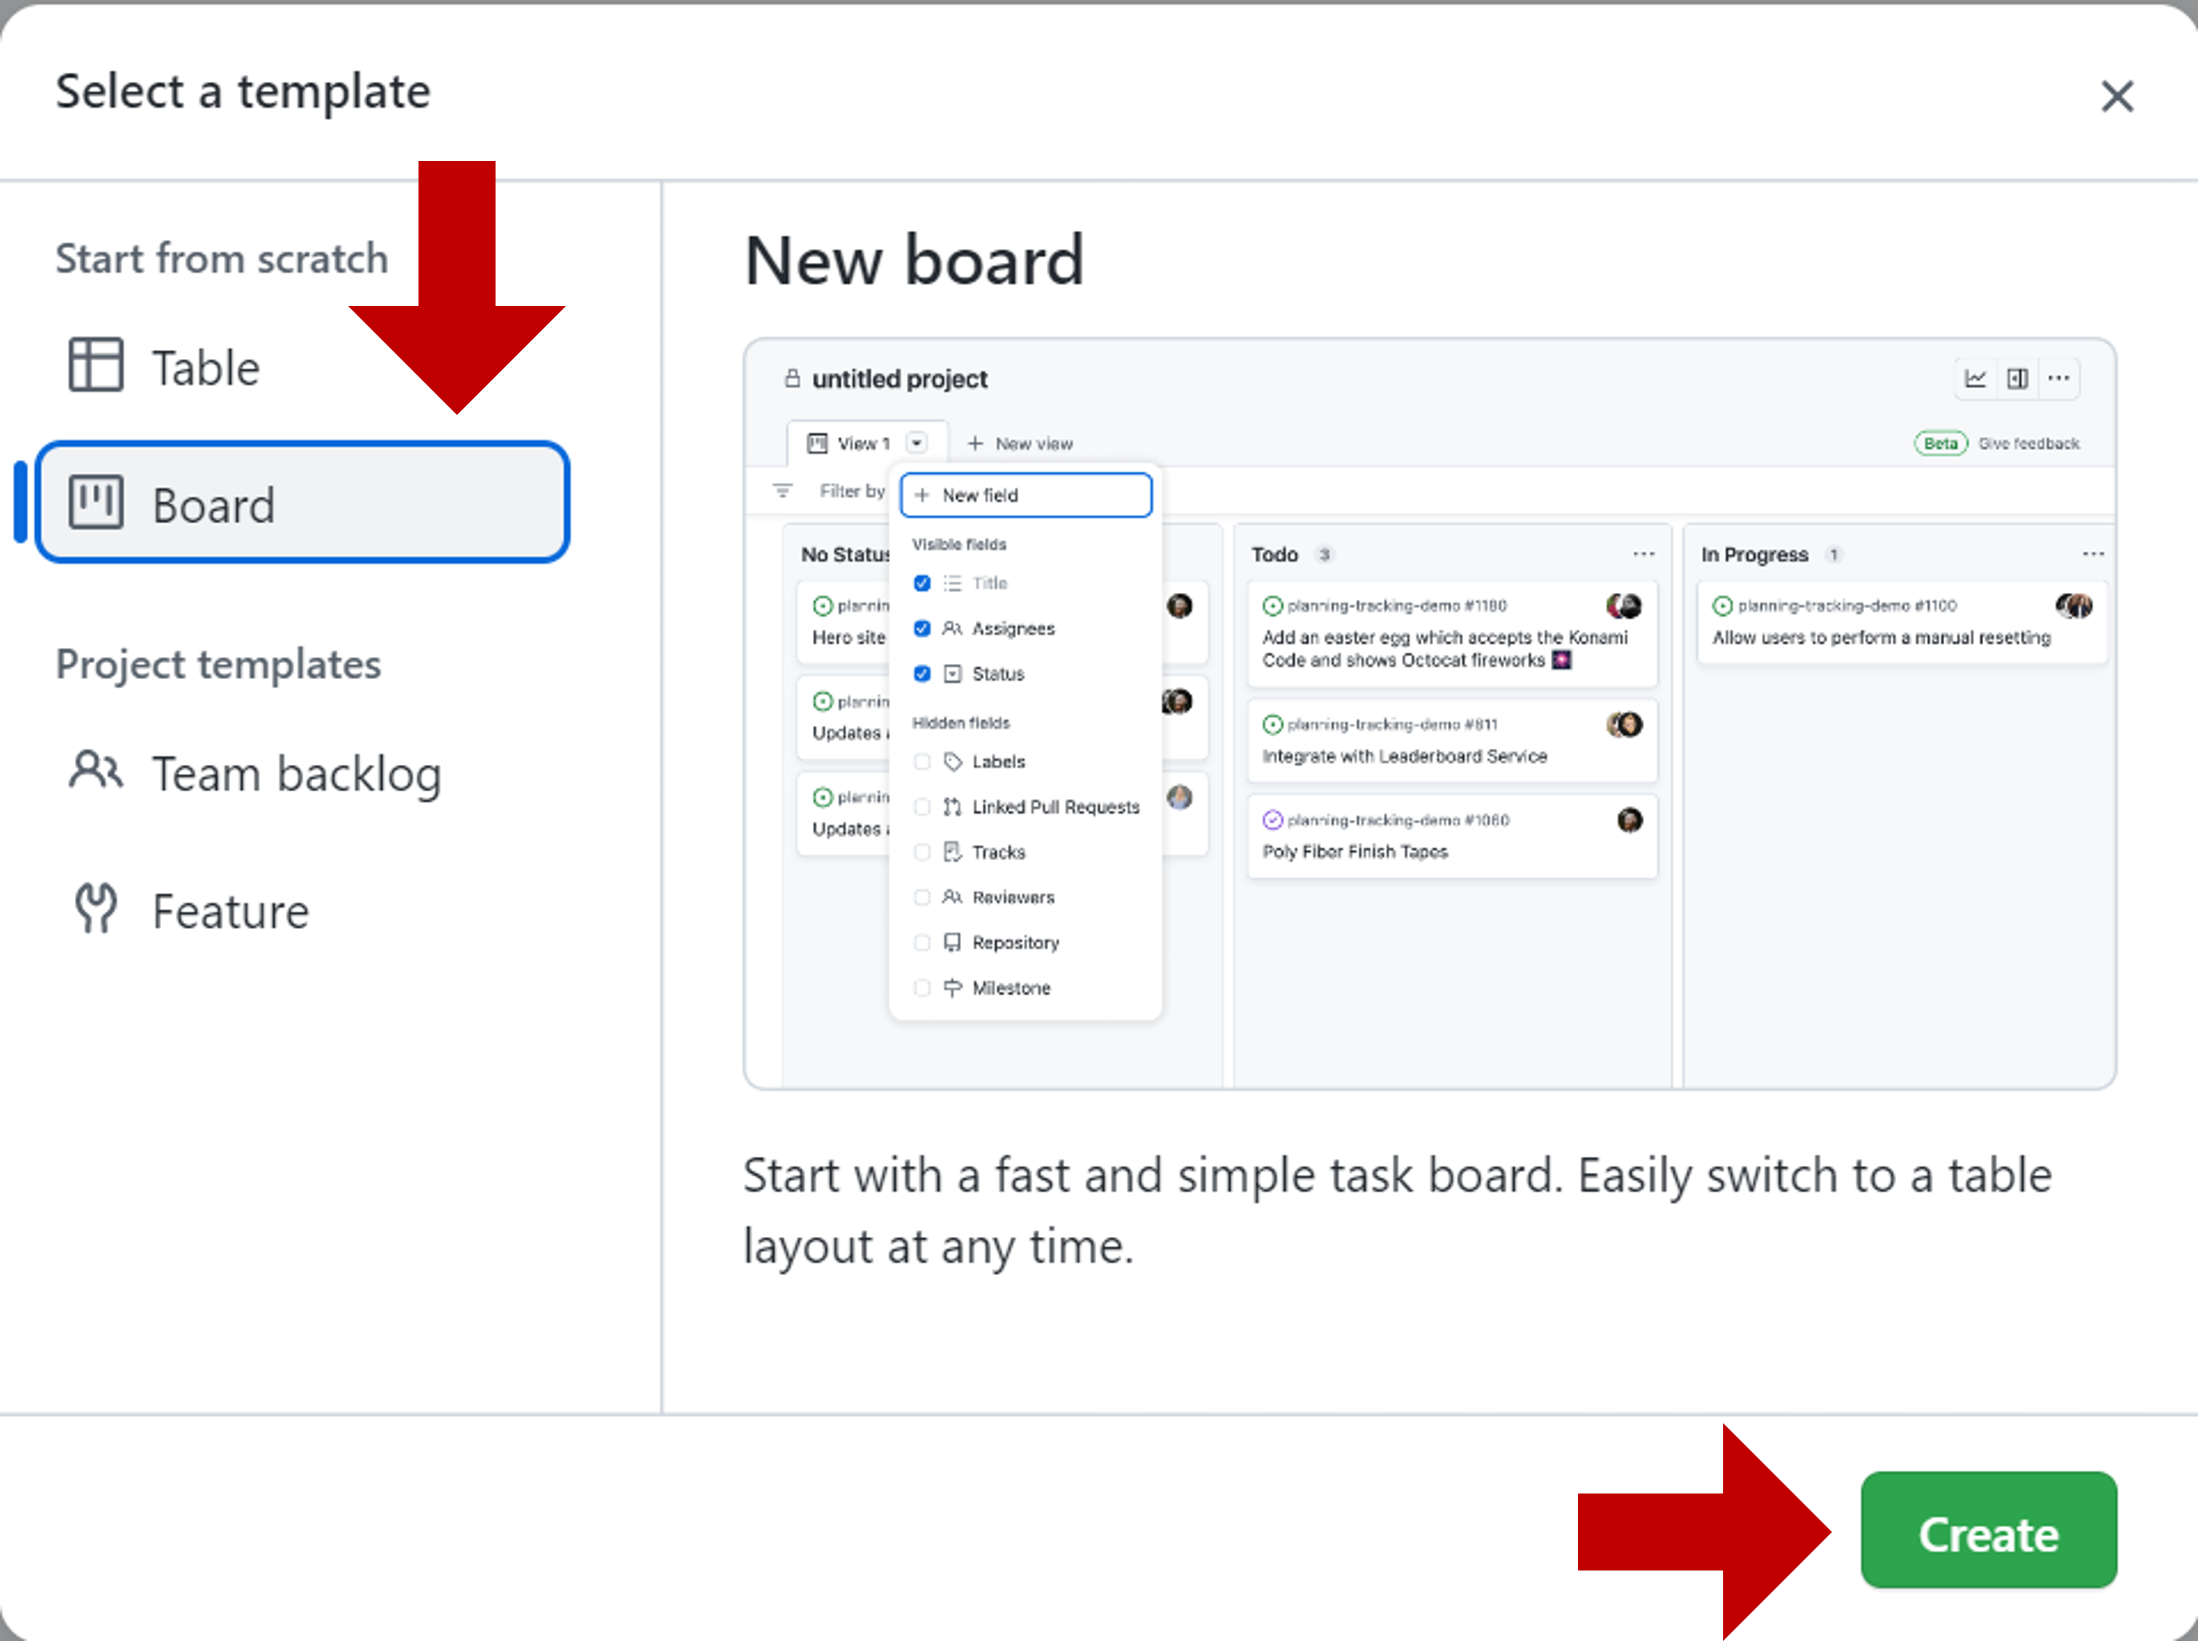 Select a template
Start from scratch
Table
Board
Project templates
Team backlog
Feature
New board
untitled project
View 1
New view
Beta Give feedback
Filter by
New field
Visible fields
Title
Assignees
Status
Hidden fields
Labels
Linked Pull Requests
Tracks
Reviewers
Repository
Milestone
No Status
plannin
Hero site
plannin
Updates
plannin
Updates
Todo 3
planning-tracking-demo #1180
Add an easter egg which accepts the Konami
Code and shows Octocat fireworks
planning-tracking-demo #811
Integrate with Leaderboard Service
planning-tracking-demo #1060
Poly Fiber Finish Tapes
In Progress 1
planning-tracking-demo #1100
Allow users to perform a manual resetting
Start with a fast and simple task board. Easily switch to a table
layout at any time.
Create